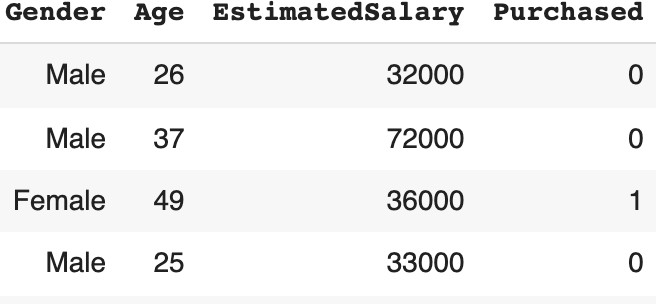 Gender Age EstimatedSalary Purchased
Male 26 32000 0
Male 37 72000 0
Female 49 36000 1
Male 25 33000 0